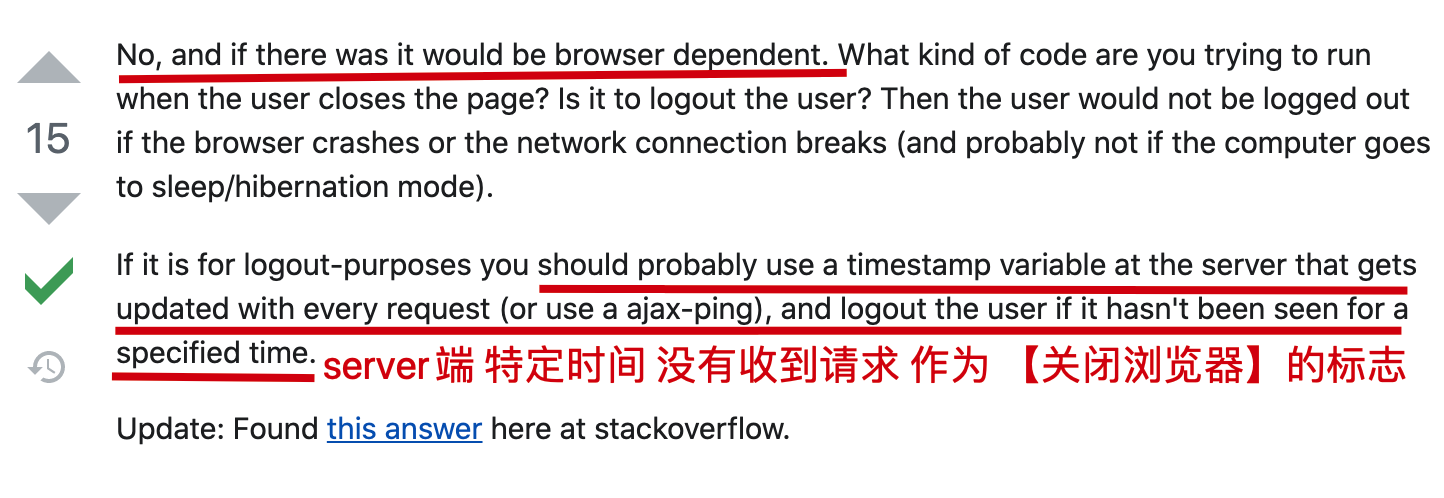 No, and if there was it would be browser dependent. What kind of code are you trying to run
when the user closes the page? Is it to logout the user? Then the user would not be logged out
15
if the browser crashes or the network connection breaks (and probably not if the computer goes
to sleep/hibernation mode).
If it is for logout-purposes you should probably use a timestamp variable at the server that gets
updated with every request (or use a ajax-ping), and logout the user if it hasn't been seen for a
specified time. server端 特定时间 没有收到请求 作为 【关闭浏览器】的标志
Update: Found this answer here at stackoverflow.